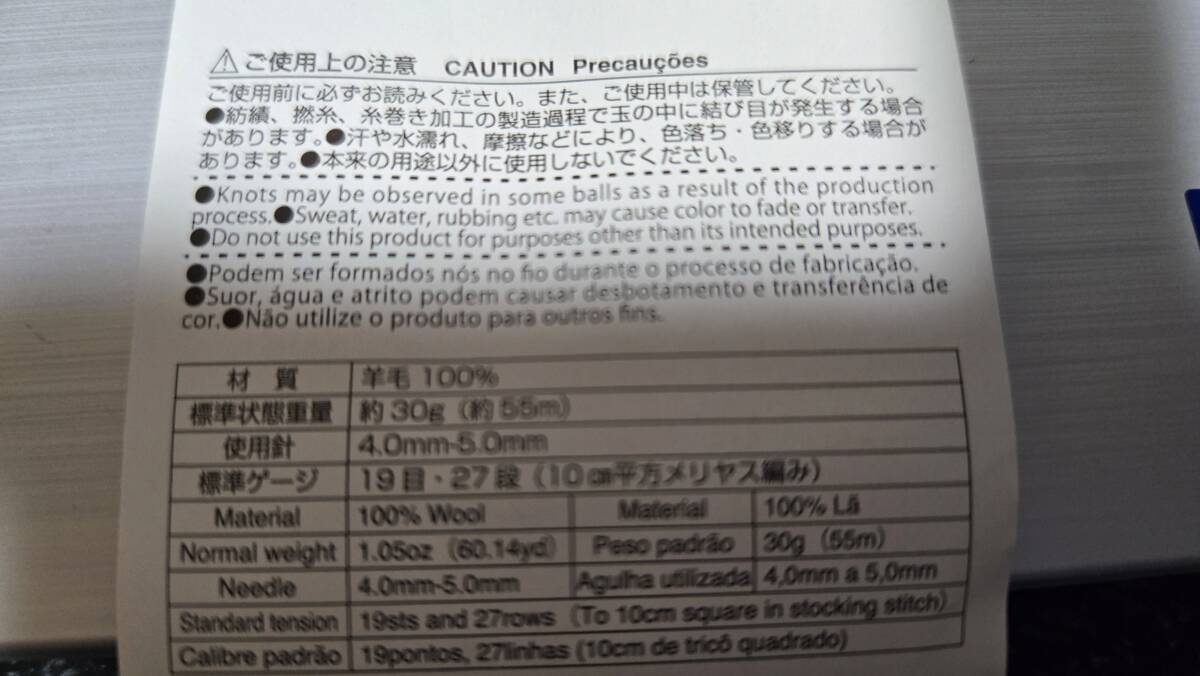 ⚠ご使用上の注意 CAUTION Precauções
ご使用前に必ずお読みください。また、ご使用中は保管してください。
●紡績、撚糸、糸巻き加工の製造過程で玉の中に結び目が発生する場合
があります。●汗や水濡れ、摩擦などにより、色落ち・色移りする場合が
あります。●本来の用途以外に使用しないでください。
●Knots may be observed in some balls as a result of the production
process.●Sweat, water, rubbing etc. may cause color to fade or transfer.
●Do not use this product for purposes other than its intended purposes.
●Podem ser formados nós no fio durante o processo de fabricação.
●Suor, água e atrito podem causar desbotamento e transferência de
cor.●Não utilize o produto para outros fins.
材 質 羊毛 100%
標準状態重量 約30g（約55m）
使用針 4.0mm-5.0mm
標準ゲージ 19目・27段（10㎝平方メリヤス編み）
Material 100% Wool Material 100% Lã
Normal weight 1.05oz（60.14yd） Peso padrão 30g（55m）
Needle 4.0mm-5.0mm Agulha utilizada 4,0mm a 5,0mm
Standard tension 19sts and 27rows（To 10cm square in stocking stitch）
Calibre padrão 19pontos, 27linhas (10cm de tricô quadrado)